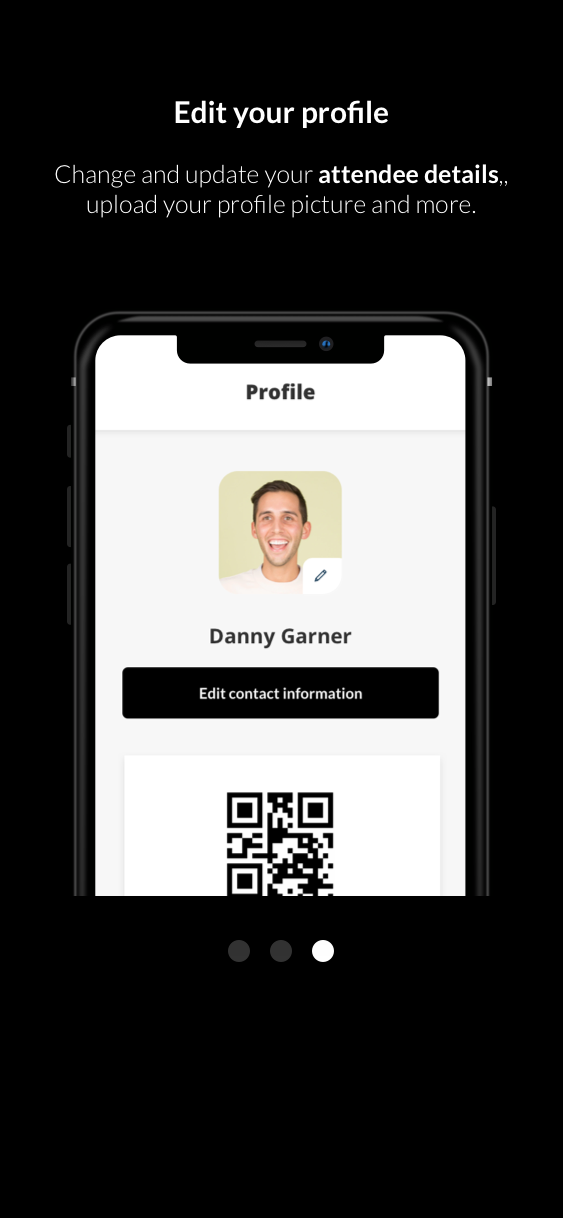 Edit your profile
Change and update your attendee details,,
upload your profile picture and more.
Profile
Danny Garner
Edit contact information